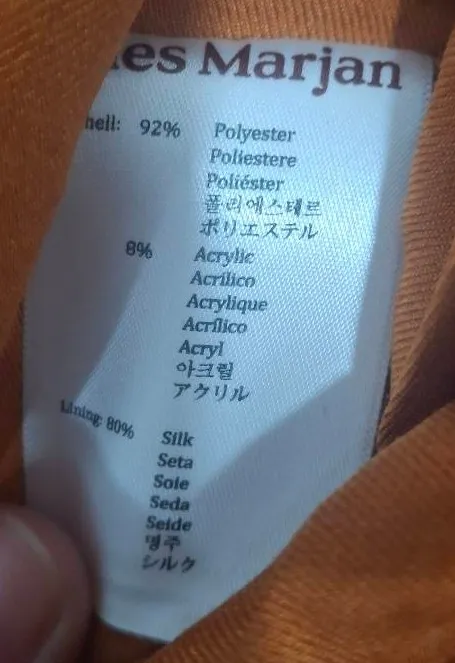 Marjan
92% Polyester
Poliestere
Poliéster
폴리에스테르
ポリエステル
8% Acrylic
Acrilico
Acrylique
Acrílico
Acryl
아크릴
アクリル
Lining: 80% Silk
Seta
Soie
Seda
Seide
명주
シルク